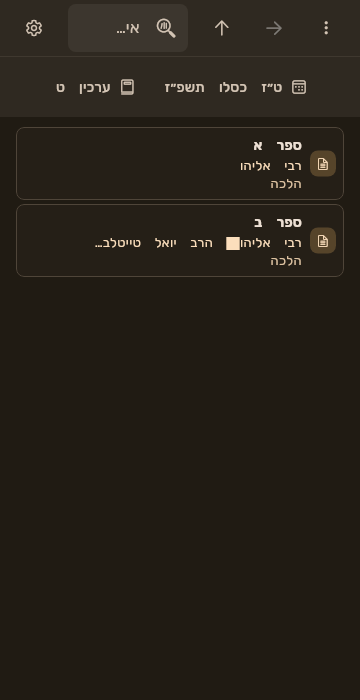 אי...
ט״ז כסלו תשפ״ז
ערכין ט
ספר א
רבי אליהו
הלכה
ספר ב
רבי אליהו הרב יואל טייטלב...
הלכה